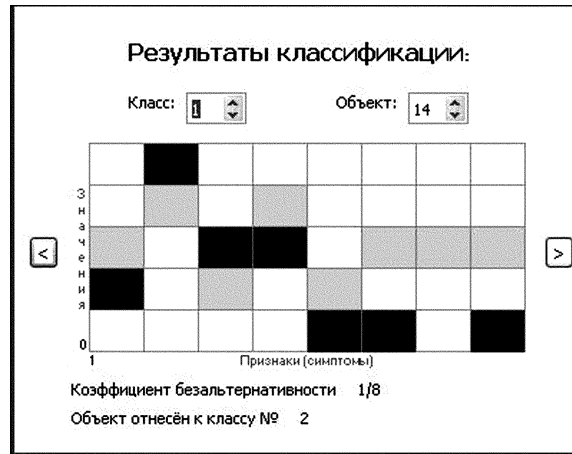 Результаты классификации:
Класс: 1 Объект: 14
Значения
< >
0
1 Признаки (симптомы)
Коэффициент безальтернативности 1/8
Объект отнесён к классу № 2